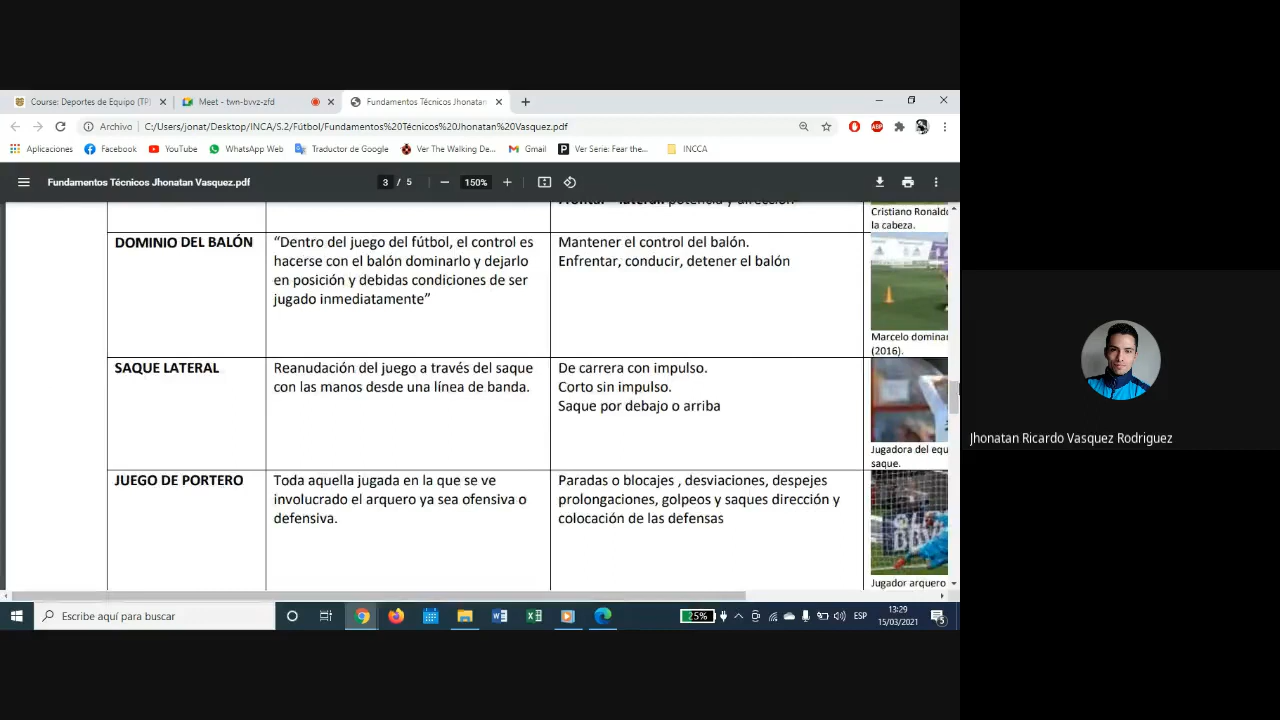 Course: Deportes de Equipo (TP)
Meet - twn-bvvz-zfd
Fundamentos Técnicos Jhonatan
Archivo
C:/Users/jonat/Desktop/INCA/S.2/Fútbol/Fundamentos%20Técnicos%20Jhonatan%20Vasquez.pdf
ABP
Aplicaciones
Facebook
YouTube
WhatsApp Web
Traductor de Google
Ver The Walking De...
Gmail
Ver Serie: Fear the...
INCCA
Fundamentos Técnicos Jhonatan Vasquez.pdf
3 / 5
150%
Frontal – lateral: potencia y dirección
Cristiano Ronaldo
la cabeza.
DOMINIO DEL BALÓN
“Dentro del juego del fútbol, el control es
hacerse con el balón dominarlo y dejarlo
en posición y debidas condiciones de ser
jugado inmediatamente”
Mantener el control del balón.
Enfrentar, conducir, detener el balón
Marcelo dominan
(2016).
SAQUE LATERAL
Reanudación del juego a través del saque
con las manos desde una línea de banda.
De carrera con impulso.
Corto sin impulso.
Saque por debajo o arriba
Jugadora del equ
saque.
JUEGO DE PORTERO
Toda aquella jugada en la que se ve
involucrado el arquero ya sea ofensiva o
defensiva.
Paradas o blocajes , desviaciones, despejes
prolongaciones, golpeos y saques dirección y
colocación de las defensas
BBVA
Jugador arquero
Escribe aquí para buscar
25%
ESP
13:29
15/03/2021
5
Jhonatan Ricardo Vasquez Rodriguez